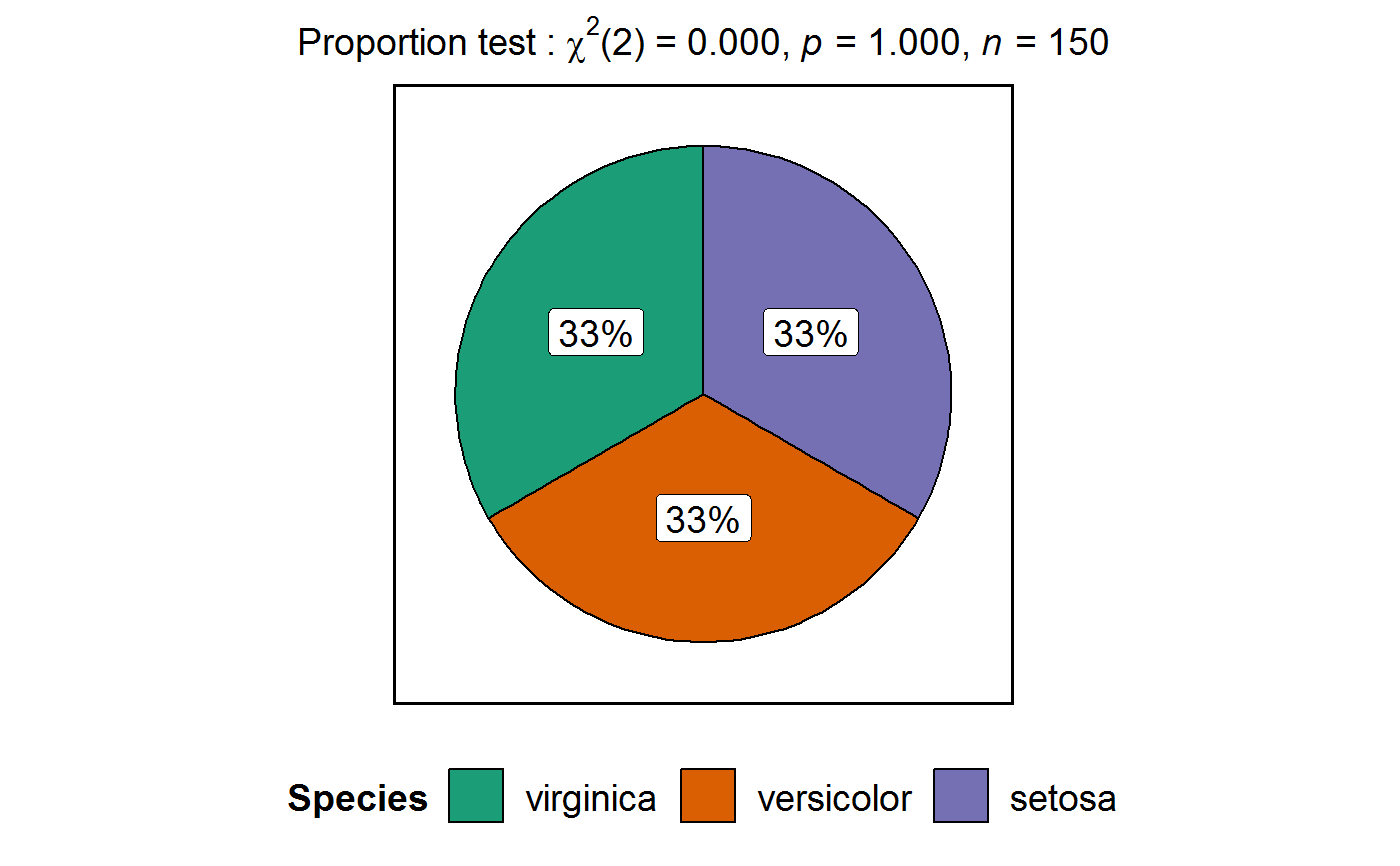 Proportion test : χ²(2) = 0.000, p = 1.000, n = 150
33%
33%
33%
Species virginica versicolor setosa